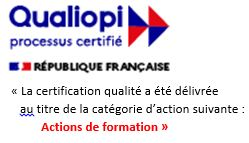 Qualiopi
processus certifié
RÉPUBLIQUE FRANÇAISE
« La certification qualité a été délivrée
au titre de la catégorie d’action suivante :
Actions de formation »